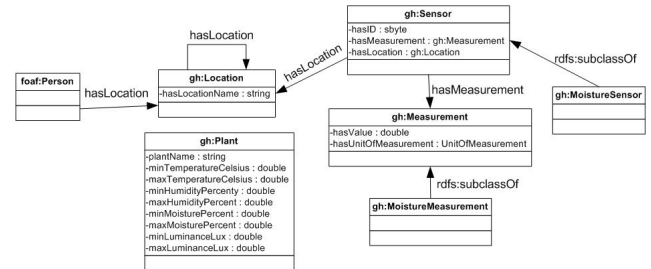 gh:Sensor
-hasID : sbyte
-hasMeasurement : gh:Measurement
-hasLocation : gh:Location
hasLocation
foaf:Person
hasLocation
gh:Location
-hasLocationName : string
hasLocation
hasMeasurement
rdfs:subclassOf
gh:MoistureSensor
gh:Measurement
-hasValue : double
-hasUnitOfMeasurement : UnitOfMeasurement
gh:Plant
-plantName : string
-minTemperatureCelsius : double
-maxTemperatureCelsius : double
-minHumidityPercenty : double
-maxHumidityPercent : double
-minMoisturePercent : double
-maxMoisturePercent : double
-minLuminanceLux : double
-maxLuminanceLux : double
rdfs:subclassOf
gh:MoistureMeasurement